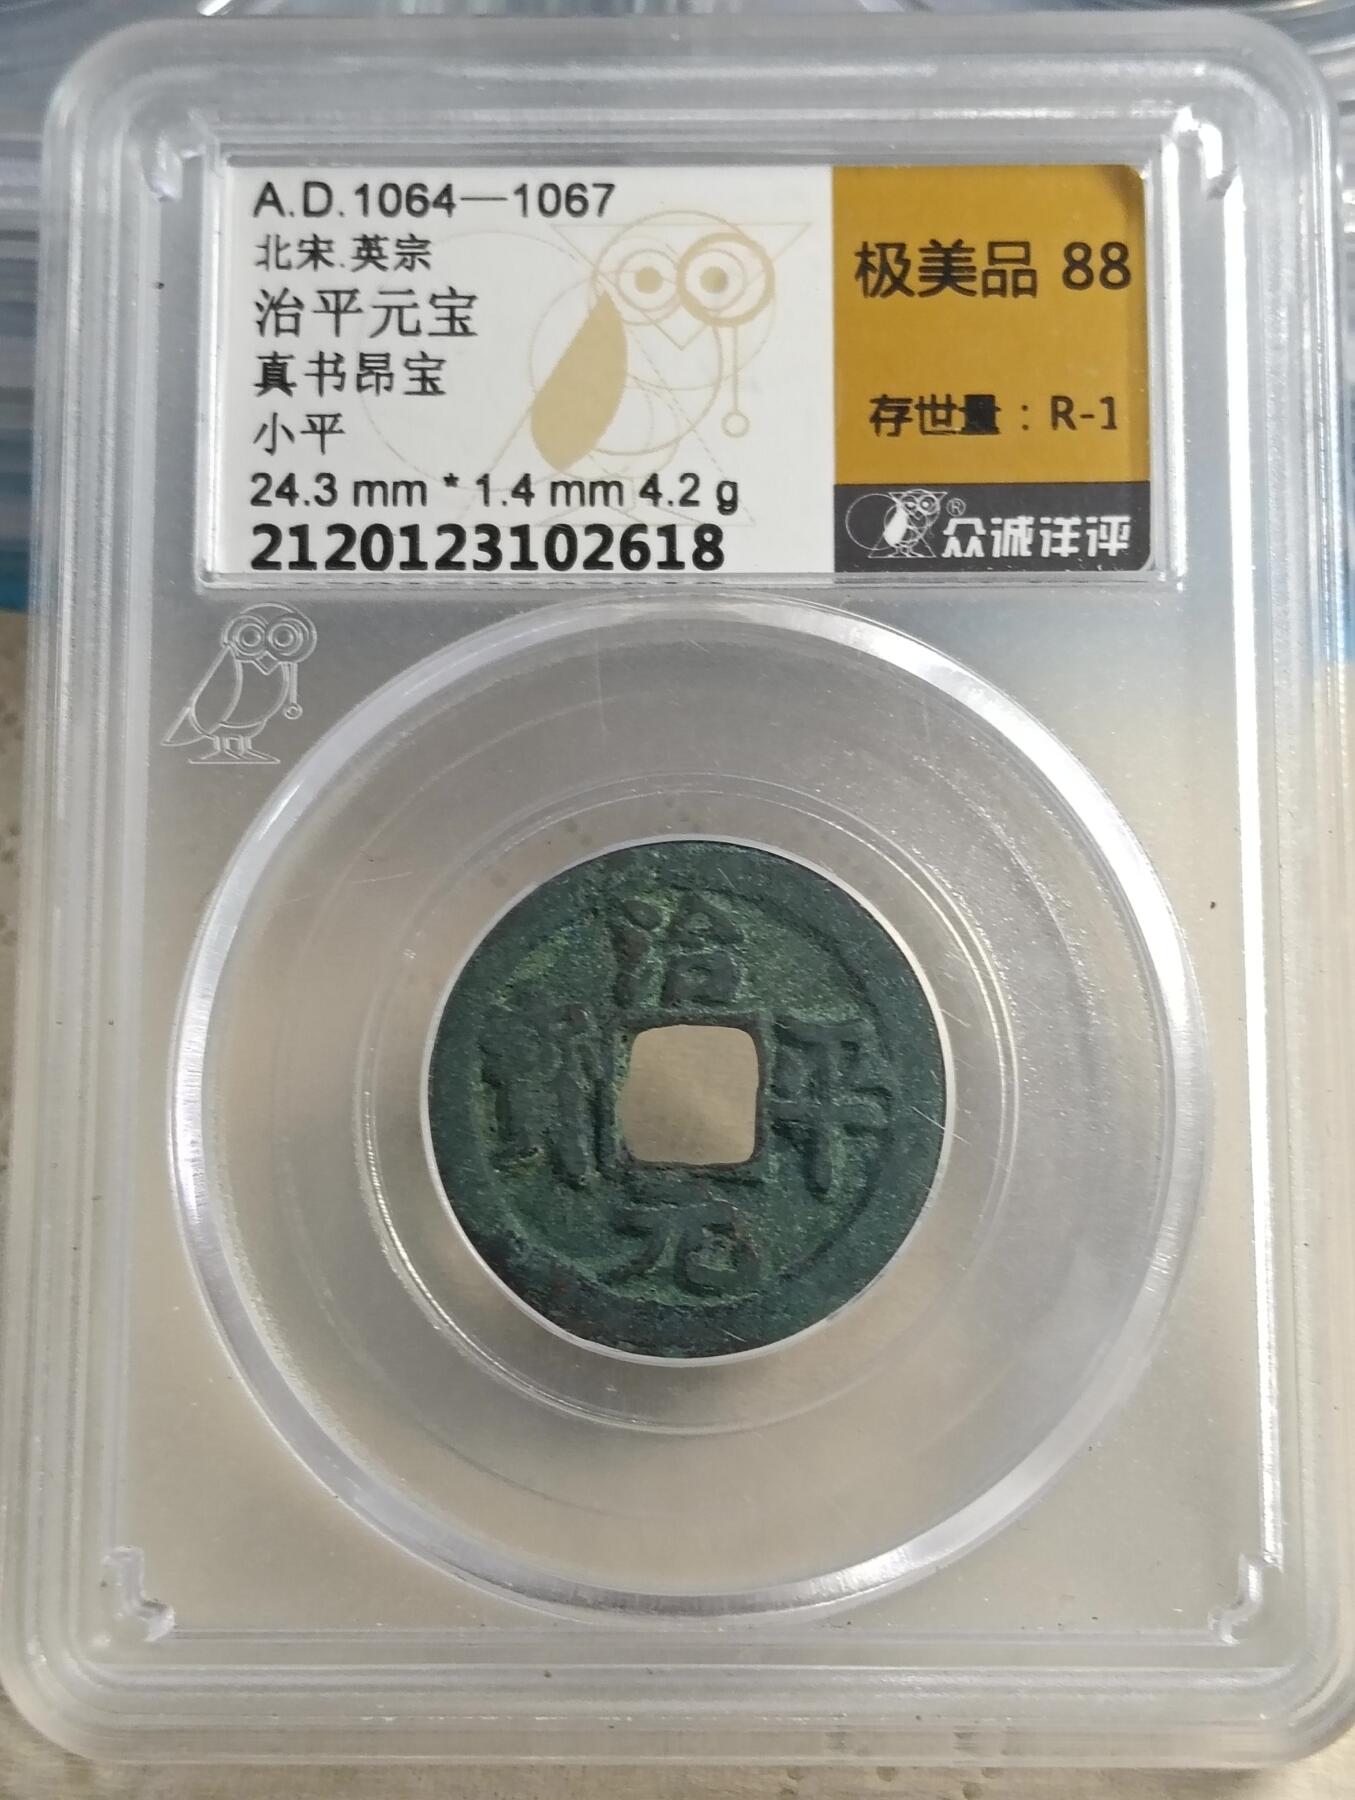 A.D.1064—1067
北宋.英宗
治平元宝
真书昂宝
小平
24.3 mm * 1.4 mm 4.2 g
2120123102618
极美品 88
存世量：R-1
®
众诚洋评
治
平
元
寳